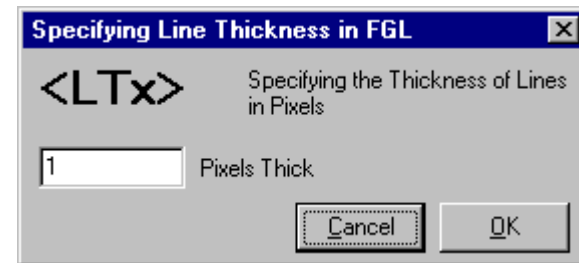 Specifying Line Thickness in FGL
<LTx>
Specifying the Thickness of Lines
in Pixels
1
Pixels Thick
Cancel
OK